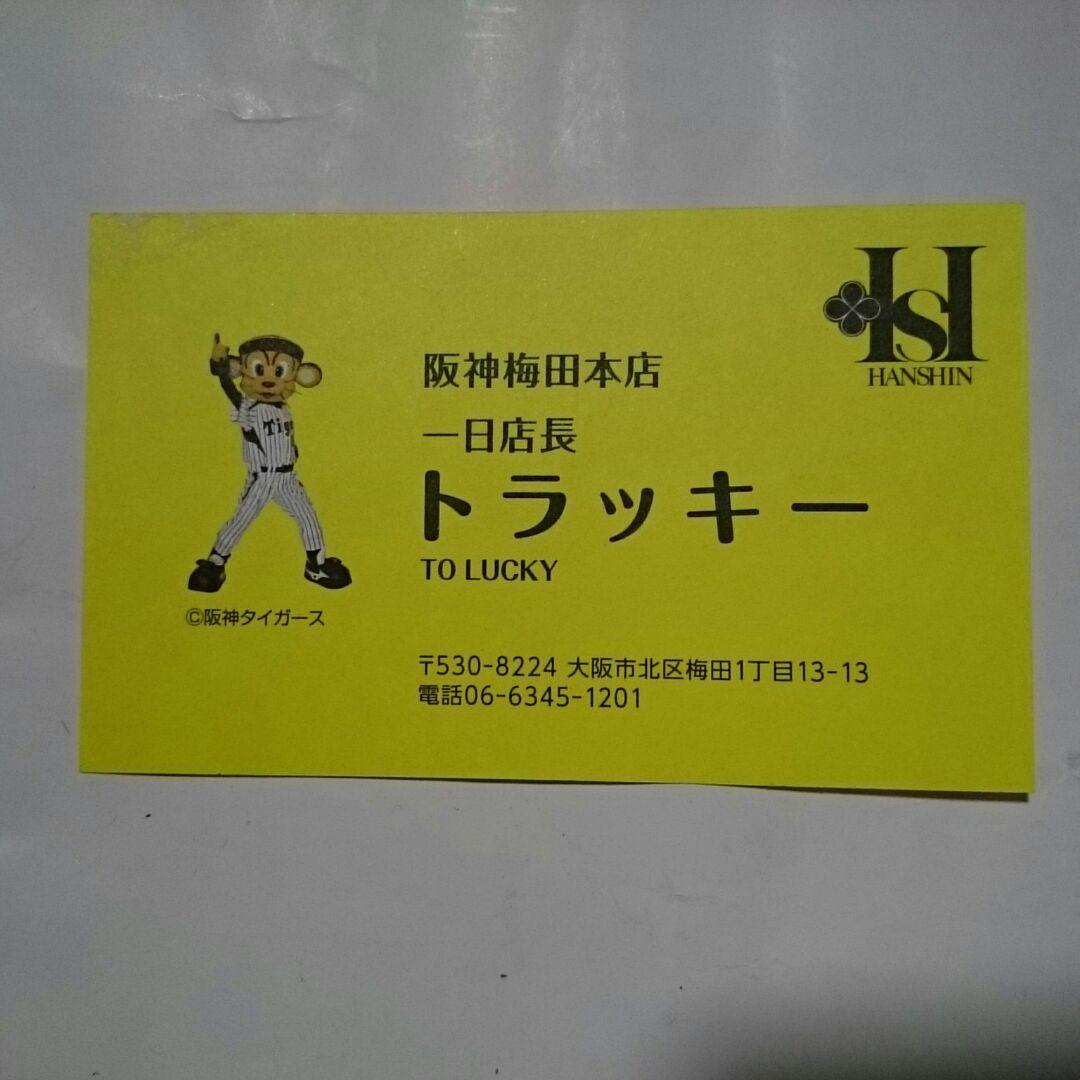 HS
HANSHIN
阪神梅田本店
一日店長
トラッキー
TO LUCKY
Tig
©阪神タイガース
〒530-8224 大阪市北区梅田1丁目13-13
電話06-6345-1201